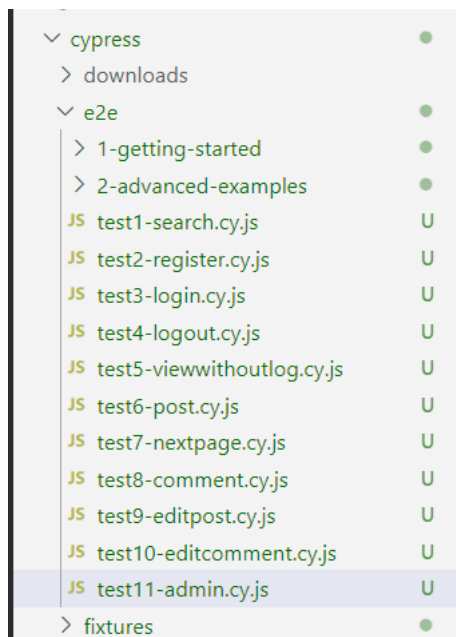 cypress
downloads
e2e
1-getting-started
2-advanced-examples
JS test1-search.cy.js U
JS test2-register.cy.js U
JS test3-login.cy.js U
JS test4-logout.cy.js U
JS test5-viewwithoutlog.cy.js U
JS test6-post.cy.js U
JS test7-nextpage.cy.js U
JS test8-comment.cy.js U
JS test9-editpost.cy.js U
JS test10-editcomment.cy.js U
JS test11-admin.cy.js U
fixtures